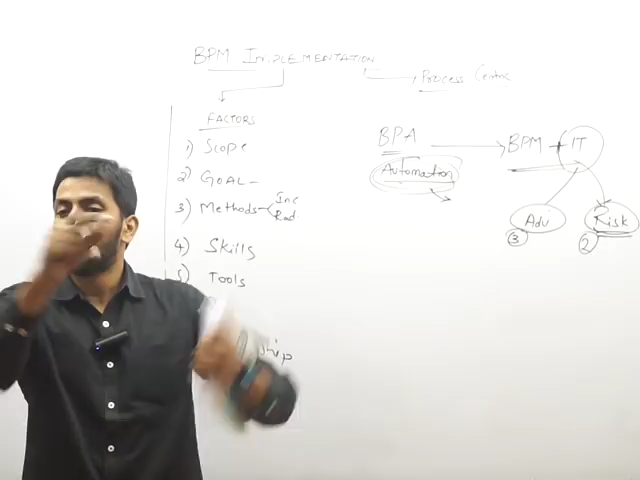 BPM IMPLEMENTATION
Process Centric
FACTORS
1) Scope
2) GOAL -
3) Methods Inc
Rad
4) Skills
5) Tools
ship
BPA → BPM + IT
Automation
Adv Risk
3 2